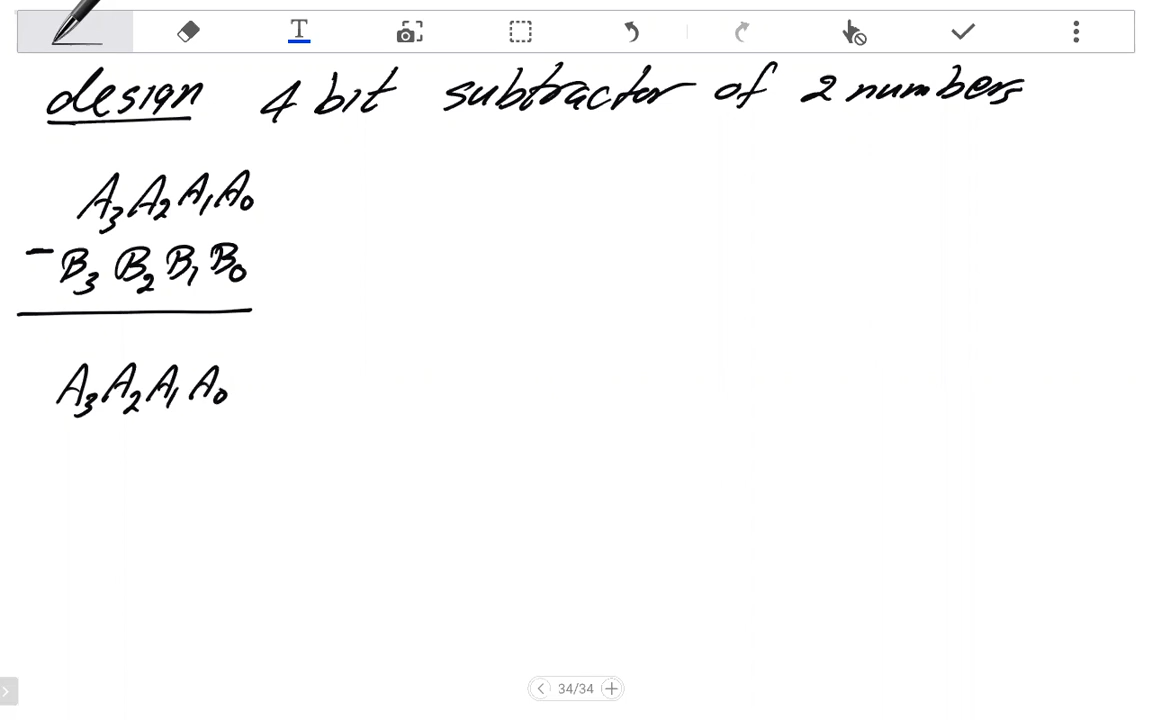 T
design 4 bit subtractor of 2 numbers
A₃A₂A₁A₀
- B₃ B₂ B₁ B₀
A₃A₂A₁A₀
34/34